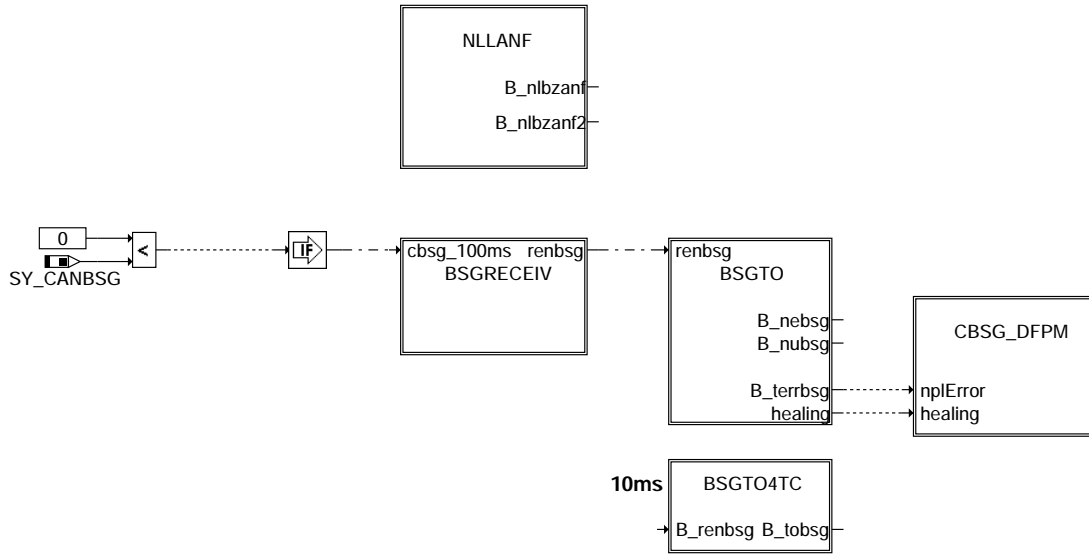 NLLANF
B_nlbzanf
B_nlbzanf2
0
<
SY_CANBSG
IF
cbsg_100ms renbsg
BSGRECEIV
renbsg
BSGTO
B_nebsg
B_nubsg
B_terrbsg
healing
CBSG_DFPM
nplError
healing
10ms
BSGTO4TC
B_renbsg B_tobsg